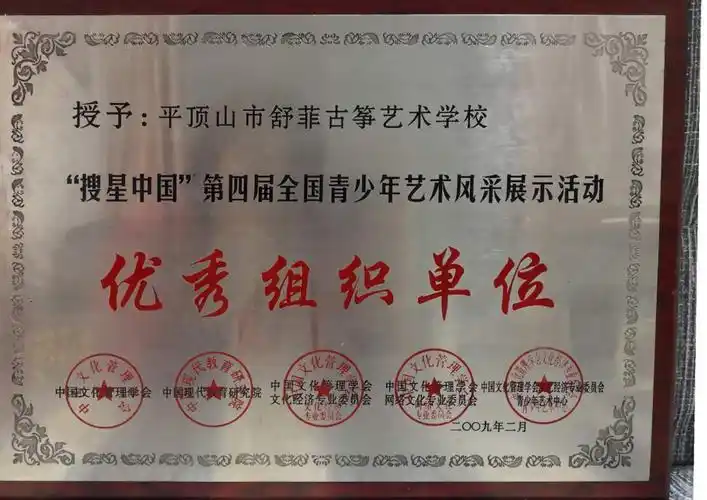 授予：平顶山市舒菲古筝艺术学校
“搜星中国”第四届全国青少年艺术风采展示活动
优秀组织单位
中国文化管理学会
中国现代教育研究院
中国文化管理学会
文化经济专业委员会
中国文化管理学会
网络文化专业委员会
中国文化管理学会文化经济专业委员会
青少年艺术中心
二〇〇九年二月